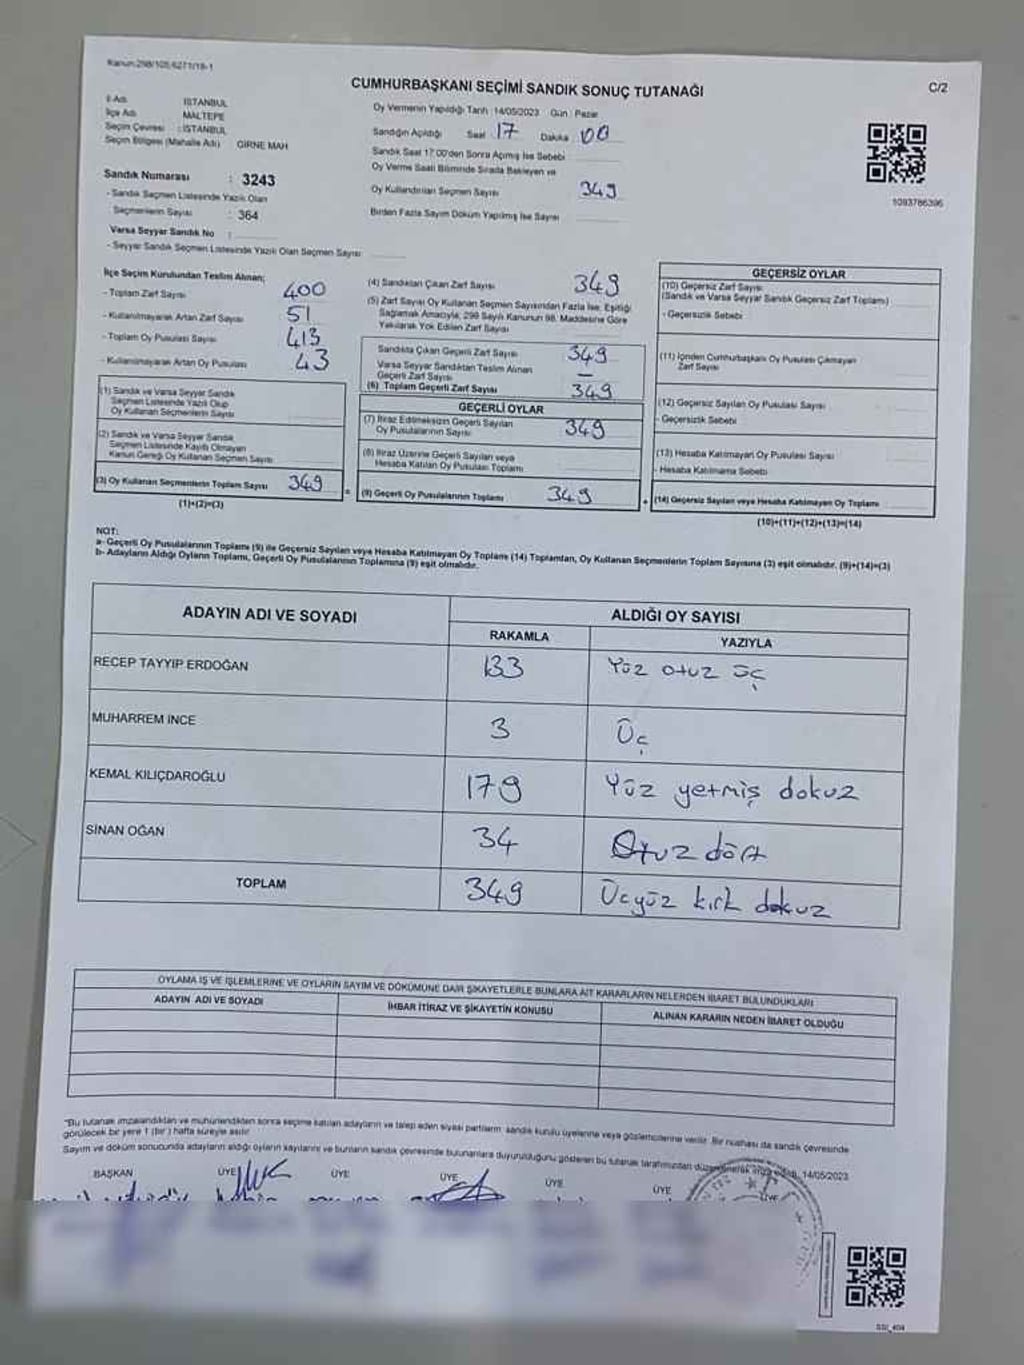 Kanun:298/105,6271/19-1
CUMHURBAŞKANI SEÇİMİ SANDIK SONUÇ TUTANAĞI
C/2
İl Adı : İSTANBUL
İlçe Adı : MALTEPE
Seçim Çevresi : İSTANBUL
Seçim Bölgesi (Mahalle Adı) GİRNE MAH
Sandık Numarası : 3243
- Sandık Seçmen Listesinde Yazılı Olan
Seçmenlerin Sayısı : 364
Varsa Seyyar Sandık No :
- Seyyar Sandık Seçmen Listesinde Yazılı Olan Seçmen Sayısı
Oy Vermenin Yapıldığı Tarih :14/05/2023 Gün : Pazar
Sandığın Açıldığı Saat 17 Dakika 00
Sandık Saat 17:00'den Sonra Açılmış İse Sebebi
Oy Verme Saati Bitiminde Sırada Bekleyen ve
Oy Kullandırılan Seçmen Sayısı 349
Birden Fazla Sayım Döküm Yapılmış İse Sayısı
1093786396
İlçe Seçim Kurulundan Teslim Alınan;
- Toplam Zarf Sayısı 400
- Kullanılmayarak Artan Zarf Sayısı 51
- Toplam Oy Pusulası Sayısı 413
- Kullanılmayarak Artan Oy Pusulası 43
(1) Sandık ve Varsa Seyyar Sandık
Seçmen Listesinde Yazılı Olup
Oy Kullanan Seçmenlerin Sayısı
(2) Sandık ve Varsa Seyyar Sandık
Seçmen Listesinde Kayıtlı Olmayan
Kanun Gereği Oy Kullanan Seçmen Sayısı
(3) Oy Kullanan Seçmenlerin Toplam Sayısı 349 =
(1)+(2)=(3)
(4) Sandıktan Çıkan Zarf Sayısı 349
(5) Zarf Sayısı Oy Kullanan Seçmen Sayısından Fazla İse, Eşitliği
Sağlamak Amacıyla, 298 Sayılı Kanunun 98. Maddesine Göre
Yakılarak Yok Edilen Zarf Sayısı
Sandıkta Çıkan Geçerli Zarf Sayısı 349
Varsa Seyyar Sandıktan Teslim Alınan
Geçerli Zarf Sayısı —
(6) Toplam Geçerli Zarf Sayısı 349
GEÇERLİ OYLAR
(7) İtiraz Edilmeksizin Geçerli Sayılan
Oy Pusulalarının Sayısı 349
(8) İtiraz Üzerine Geçerli Sayılan veya
Hesaba Katılan Oy Pusulası Toplamı
(9) Geçerli Oy Pusulalarının Toplamı 349 +
GEÇERSİZ OYLAR
(10) Geçersiz Zarf Sayısı
(Sandık ve Varsa Seyyar Sandık Geçersiz Zarf Toplamı)
- Geçersizlik Sebebi
(11) İçinden Cumhurbaşkanı Oy Pusulası Çıkmayan
Zarf Sayısı
(12) Geçersiz Sayılan Oy Pusulası Sayısı
- Geçersizlik Sebebi
(13) Hesaba Katılmayan Oy Pusulası Sayısı
- Hesaba Katılmama Sebebi
(14) Geçersiz Sayılan veya Hesaba Katılmayan Oy Toplamı
(10)+(11)+(12)+(13)=(14)
NOT:
a- Geçerli Oy Pusulalarının Toplamı (9) ile Geçersiz Sayılan veya Hesaba Katılmayan Oy Toplamı (14) Toplamları, Oy Kullanan Seçmenlerin Toplam Sayısına (3) eşit olmalıdır. (9)+(14)=(3)
b- Adayların Aldığı Oyların Toplamı, Geçerli Oy Pusulalarının Toplamına (9) eşit olmalıdır.
ADAYIN ADI VE SOYADI ALDIĞI OY SAYISI
RAKAMLA YAZIYLA
RECEP TAYYİP ERDOĞAN 133 Yüz otuz üç
MUHARREM İNCE 3 Üç
KEMAL KILIÇDAROĞLU 179 Yüz yetmiş dokuz
SİNAN OĞAN 34 Otuz dört
TOPLAM 349 Üçyüz kırk dokuz
OYLAMA İŞ VE İŞLEMLERİNE VE OYLARIN SAYIM VE DÖKÜMÜNE DAİR ŞİKAYETLERLE BUNLARA AİT KARARLARIN NELERDEN İBARET BULUNDUKLARI
ADAYIN ADI VE SOYADI İHBAR İTİRAZ VE ŞİKAYETİN KONUSU ALINAN KARARIN NEDEN İBARET OLDUĞU
"Bu tutanak imzalandıktan ve mühürlendikten sonra seçime katılan adayların ve talep eden siyasi partilerin sandık kurulu üyelerine veya gözlemcilerine verilir. Bir nüshası da sandık çevresinde
görülecek bir yere 1 (bir ) hafta süreyle asılır.
Sayım ve döküm sonucunda adayların aldığı oyların sayılarını ve bunların sandık çevresinde bulunanlara duyurulduğunu gösteren bu tutanak tarafımızdan düzenlenerek imza edildi. 14/05/2023
BAŞKAN ÜYE ÜYE ÜYE ÜYE ÜYE ÜYE